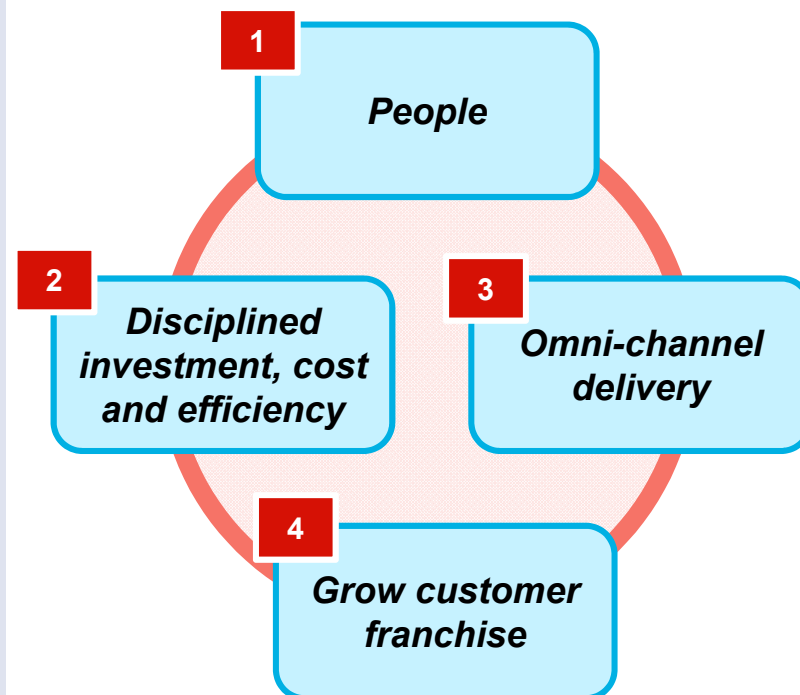 1
People
2
Disciplined
investment, cost
and efficiency
3
Omni-channel
delivery
4
Grow customer
franchise